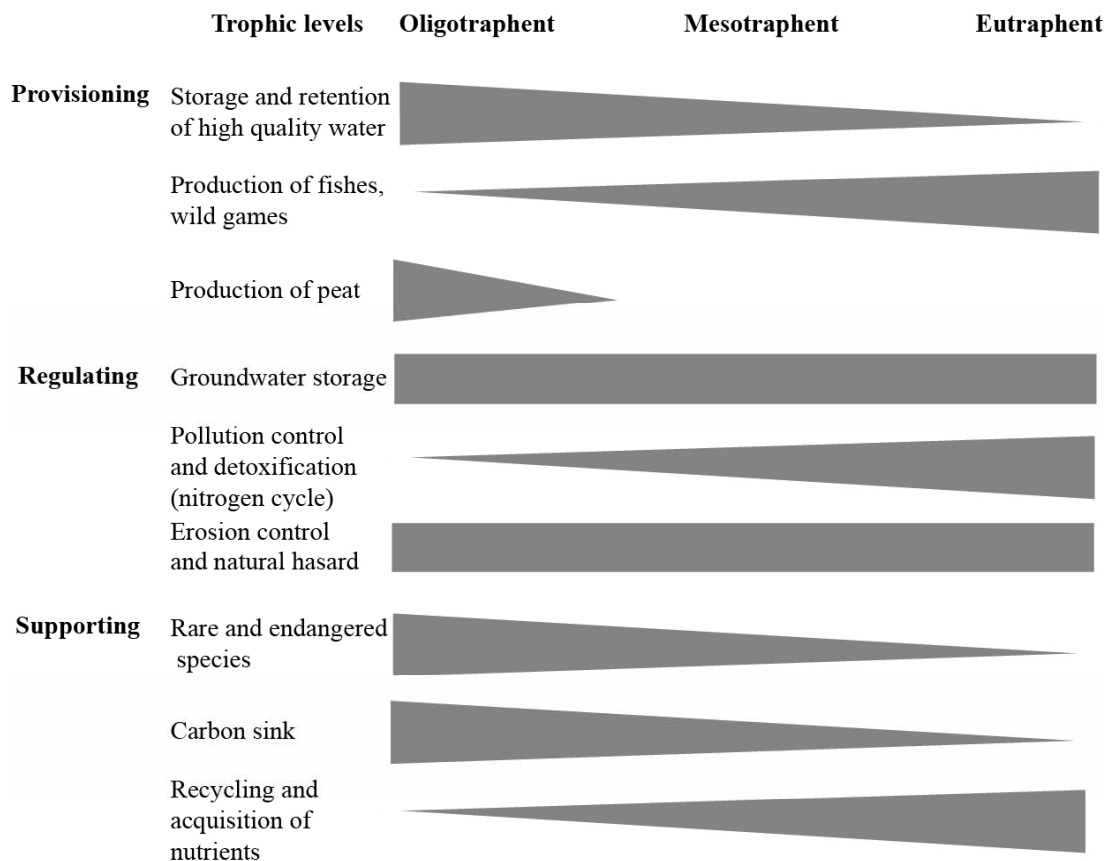 Trophic levels Oligotraphent Mesotraphent Eutraphent
Provisioning Storage and retention
of high quality water
Production of fishes,
wild games
Production of peat
Regulating Groundwater storage
Pollution control
and detoxification
(nitrogen cycle)
Erosion control
and natural hasard
Supporting Rare and endangered
species
Carbon sink
Recycling and
acquisition of
nutrients